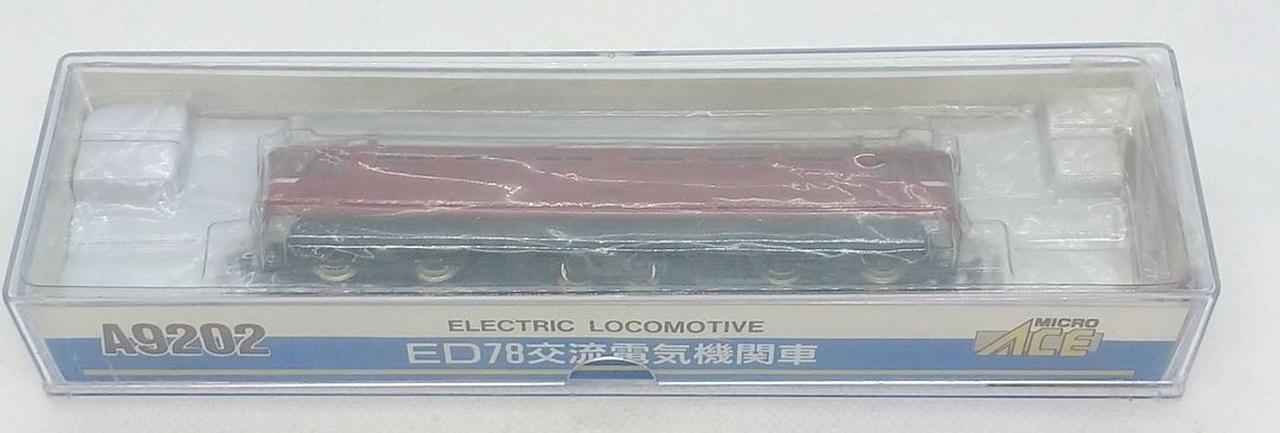 A9202
ELECTRIC LOCOMOTIVE
ED78交流電気機関車
MICRO
ACE